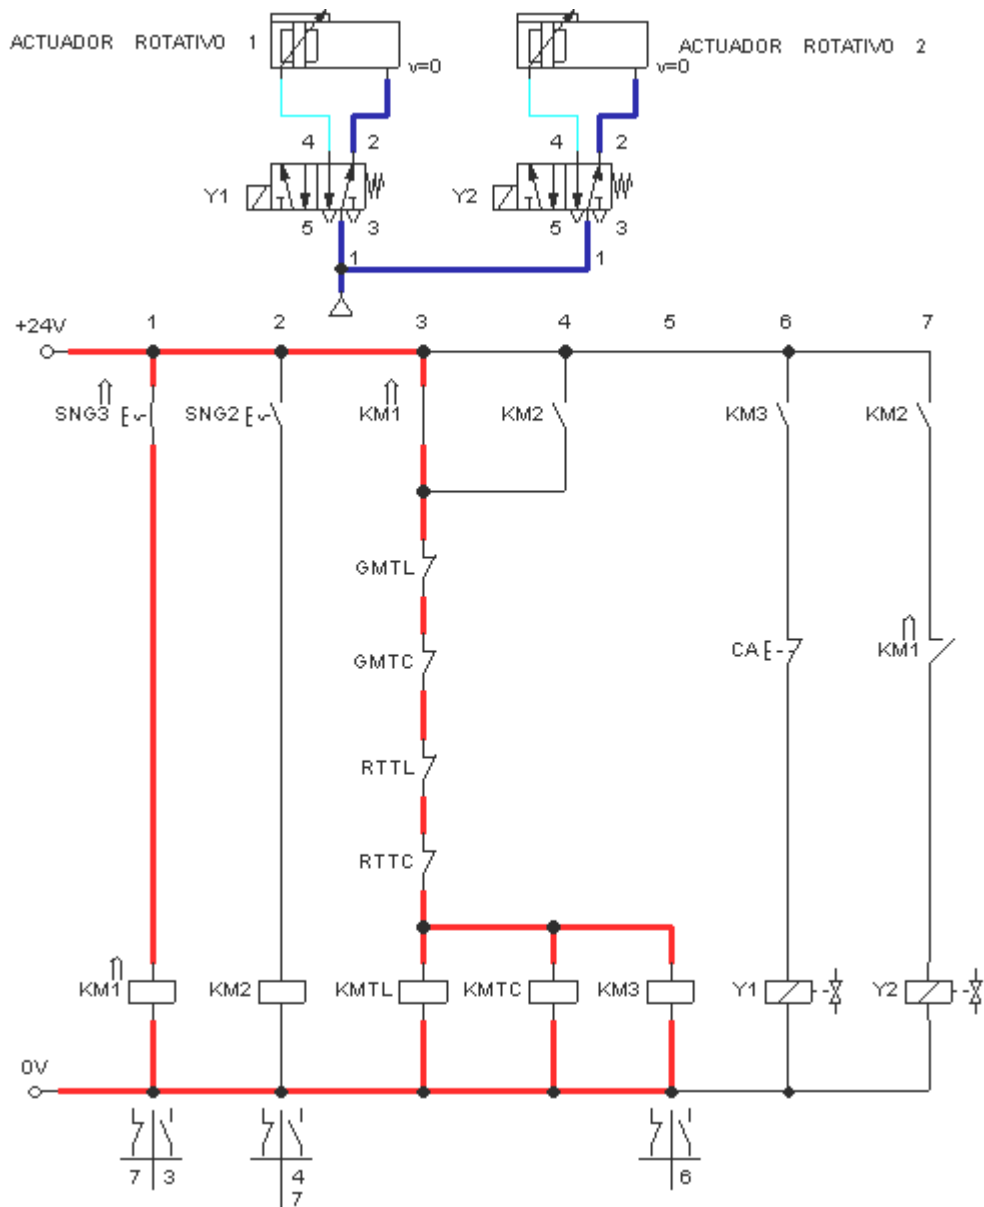 ACTUADOR ROTATIVO 1
v=0
ACTUADOR ROTATIVO 2
v=0
4 2
4 2
Y1
Y2
5 3
5 3
1
1
+24V
1 2 3 4 5 6 7
SNG3 SNG2 KM1 KM2 KM3 KM2
GMTL
GMTC CA KM1
RTTL
RTTC
KM1 KM2 KMTL KMTC KM3 Y1 Y2
0V
7 3
4
7
6